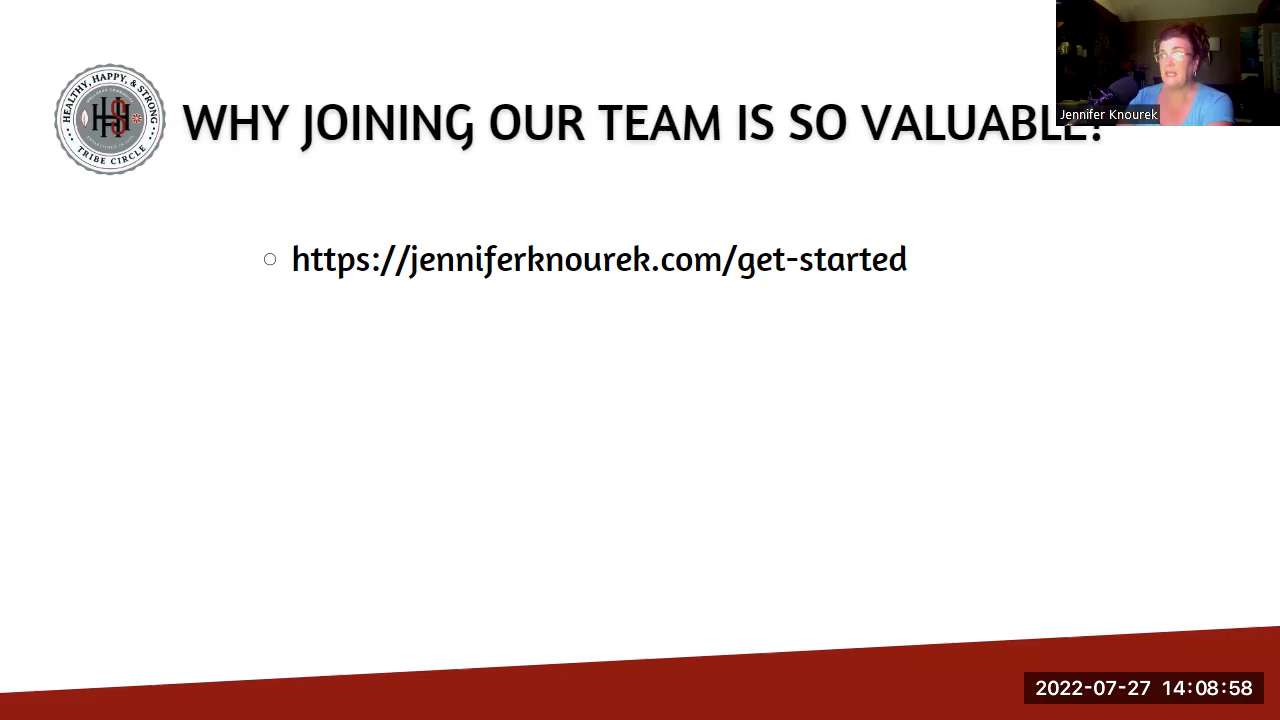 HEALTHY, HAPPY, & STRONG
TRIBE CIRCLE
HHS
WHY JOINING OUR TEAM IS SO VALUABLE?
Jennifer Knourek
https://jenniferknourek.com/get-started
2022-07-27 14:08:58